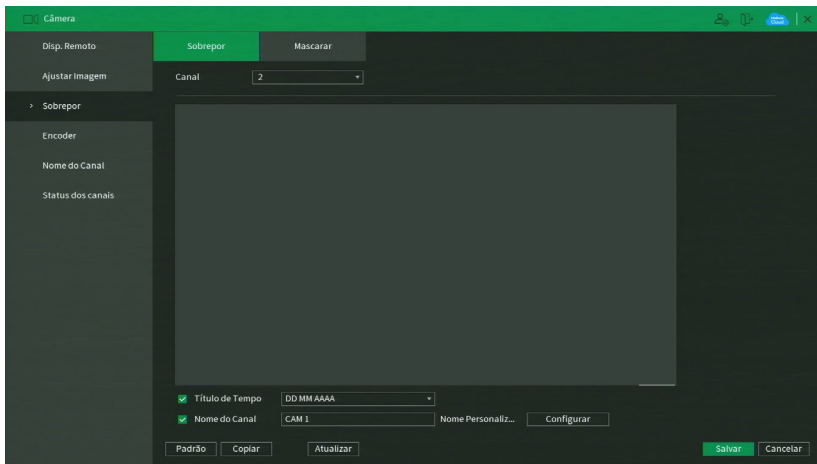 Câmera
Cloud
Disp. Remoto
Ajustar Imagem
Sobrepor
Encoder
Nome do Canal
Status dos canais
Sobrepor Mascarar
Canal 2
Título de Tempo DD MM AAAA
Nome do Canal CAM 1 Nome Personaliz... Configurar
Padrão Copiar Atualizar Salvar Cancelar